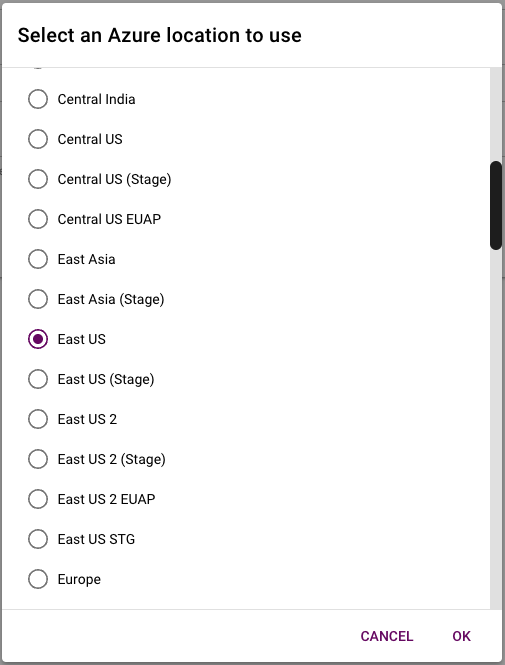 Select an Azure location to use
Central India
Central US
Central US (Stage)
Central US EUAP
East Asia
East Asia (Stage)
East US
East US (Stage)
East US 2
East US 2 (Stage)
East US 2 EUAP
East US STG
Europe
CANCEL OK